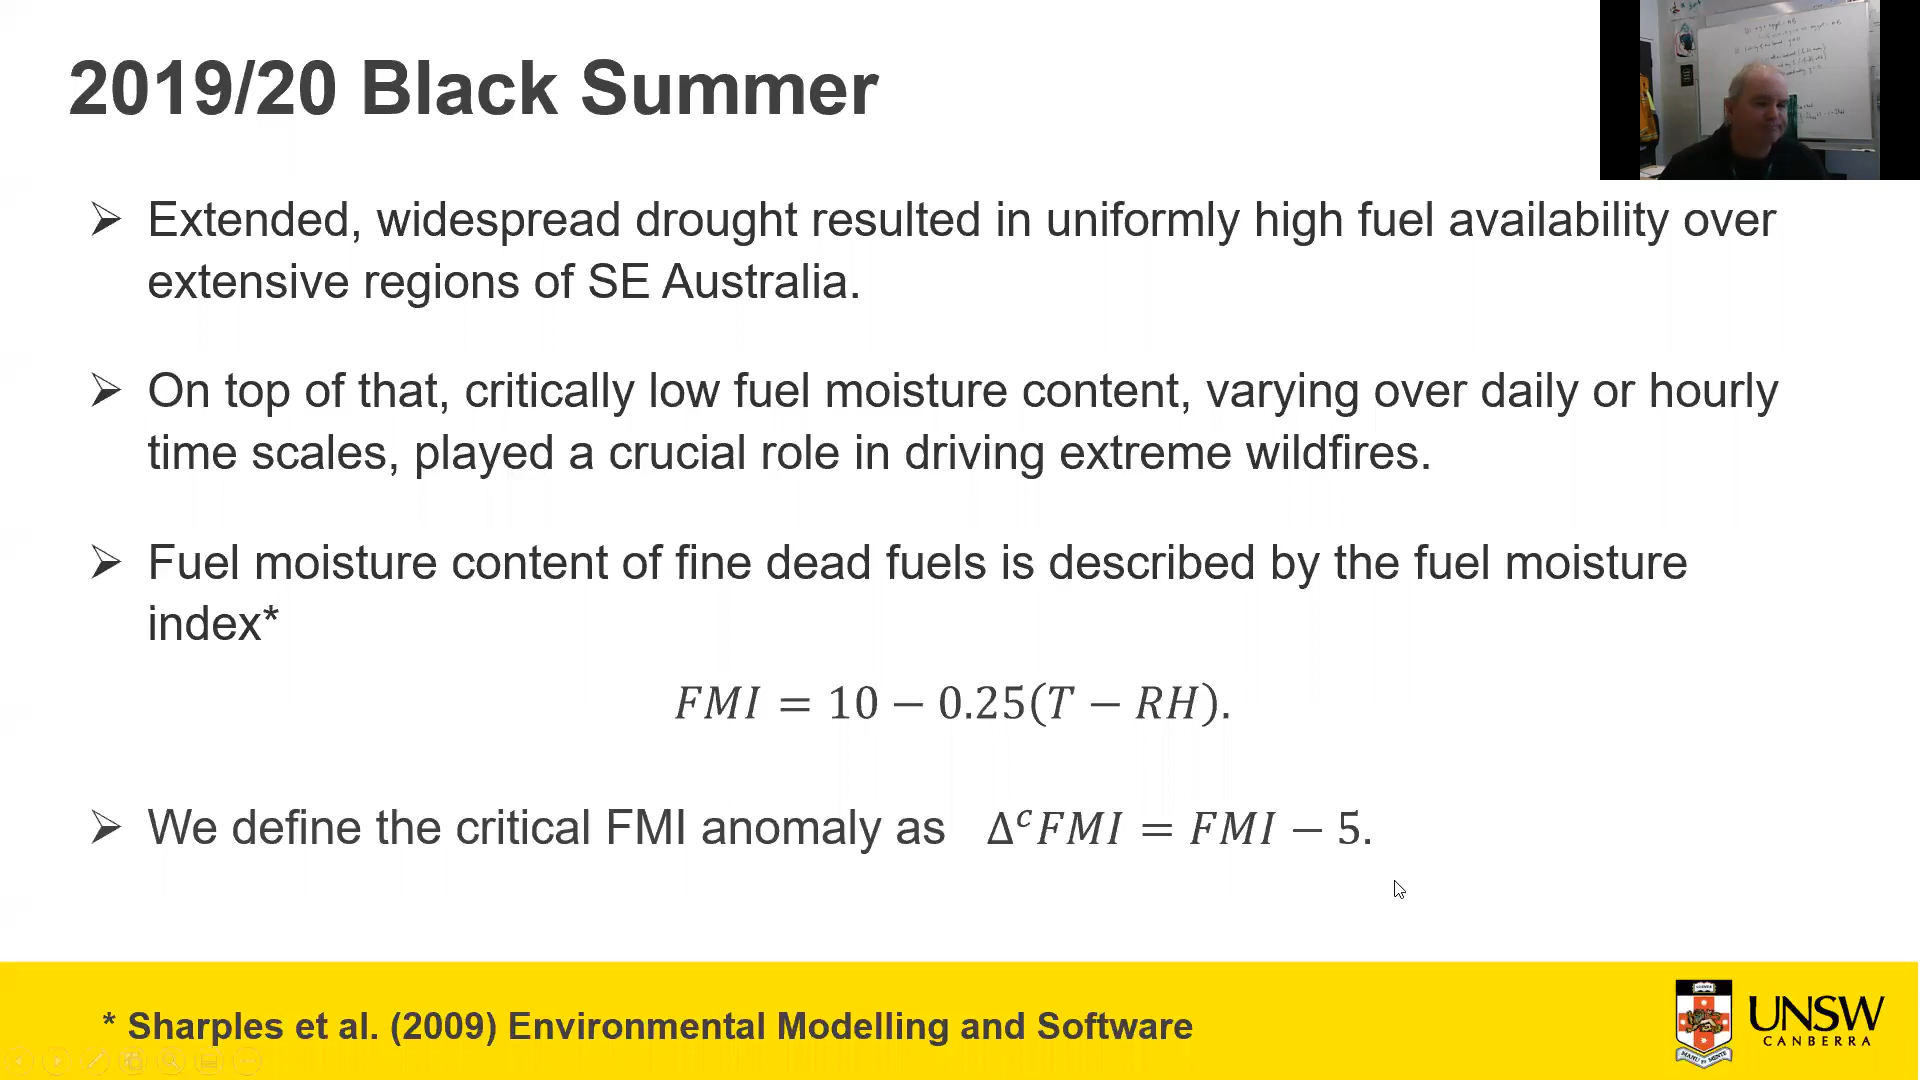 2019/20 Black Summer
➢ Extended, widespread drought resulted in uniformly high fuel availability over
extensive regions of SE Australia.
➢ On top of that, critically low fuel moisture content, varying over daily or hourly
time scales, played a crucial role in driving extreme wildfires.
➢ Fuel moisture content of fine dead fuels is described by the fuel moisture
index*
FMI = 10 − 0.25(T − RH).
➢ We define the critical FMI anomaly as ΔᶜFMI = FMI − 5.
* Sharples et al. (2009) Environmental Modelling and Software
UNSW
CANBERRA